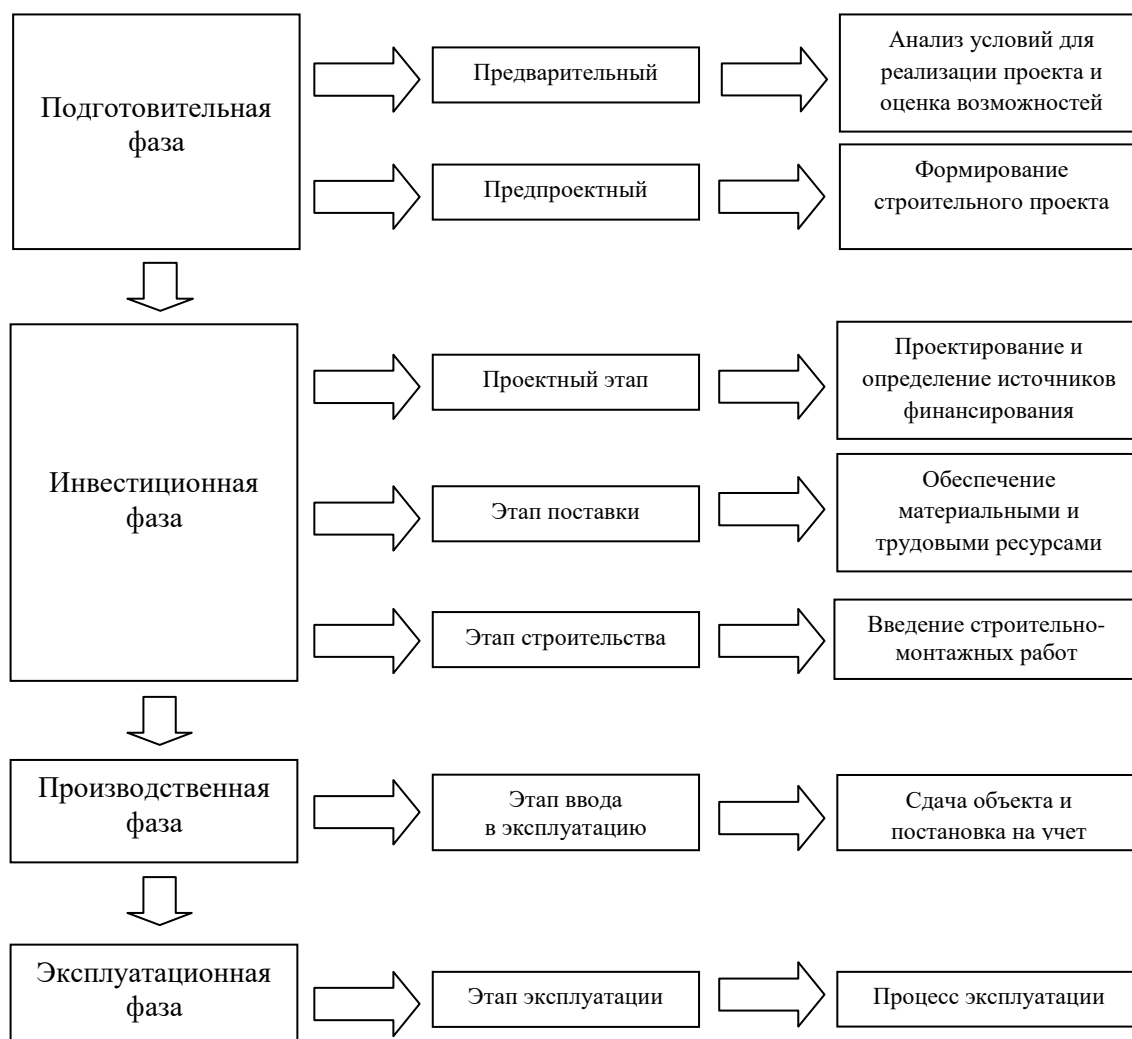 Подготовительная
фаза
Предварительный
Анализ условий для
реализации проекта и
оценка возможностей
Предпроектный
Формирование
строительного проекта
Инвестиционная
фаза
Проектный этап
Проектирование и
определение источников
финансирования
Этап поставки
Обеспечение
материальными и
трудовыми ресурсами
Этап строительства
Введение строительно-
монтажных работ
Производственная
фаза
Этап ввода
в эксплуатацию
Сдача объекта и
постановка на учет
Эксплуатационная
фаза
Этап эксплуатации
Процесс эксплуатации